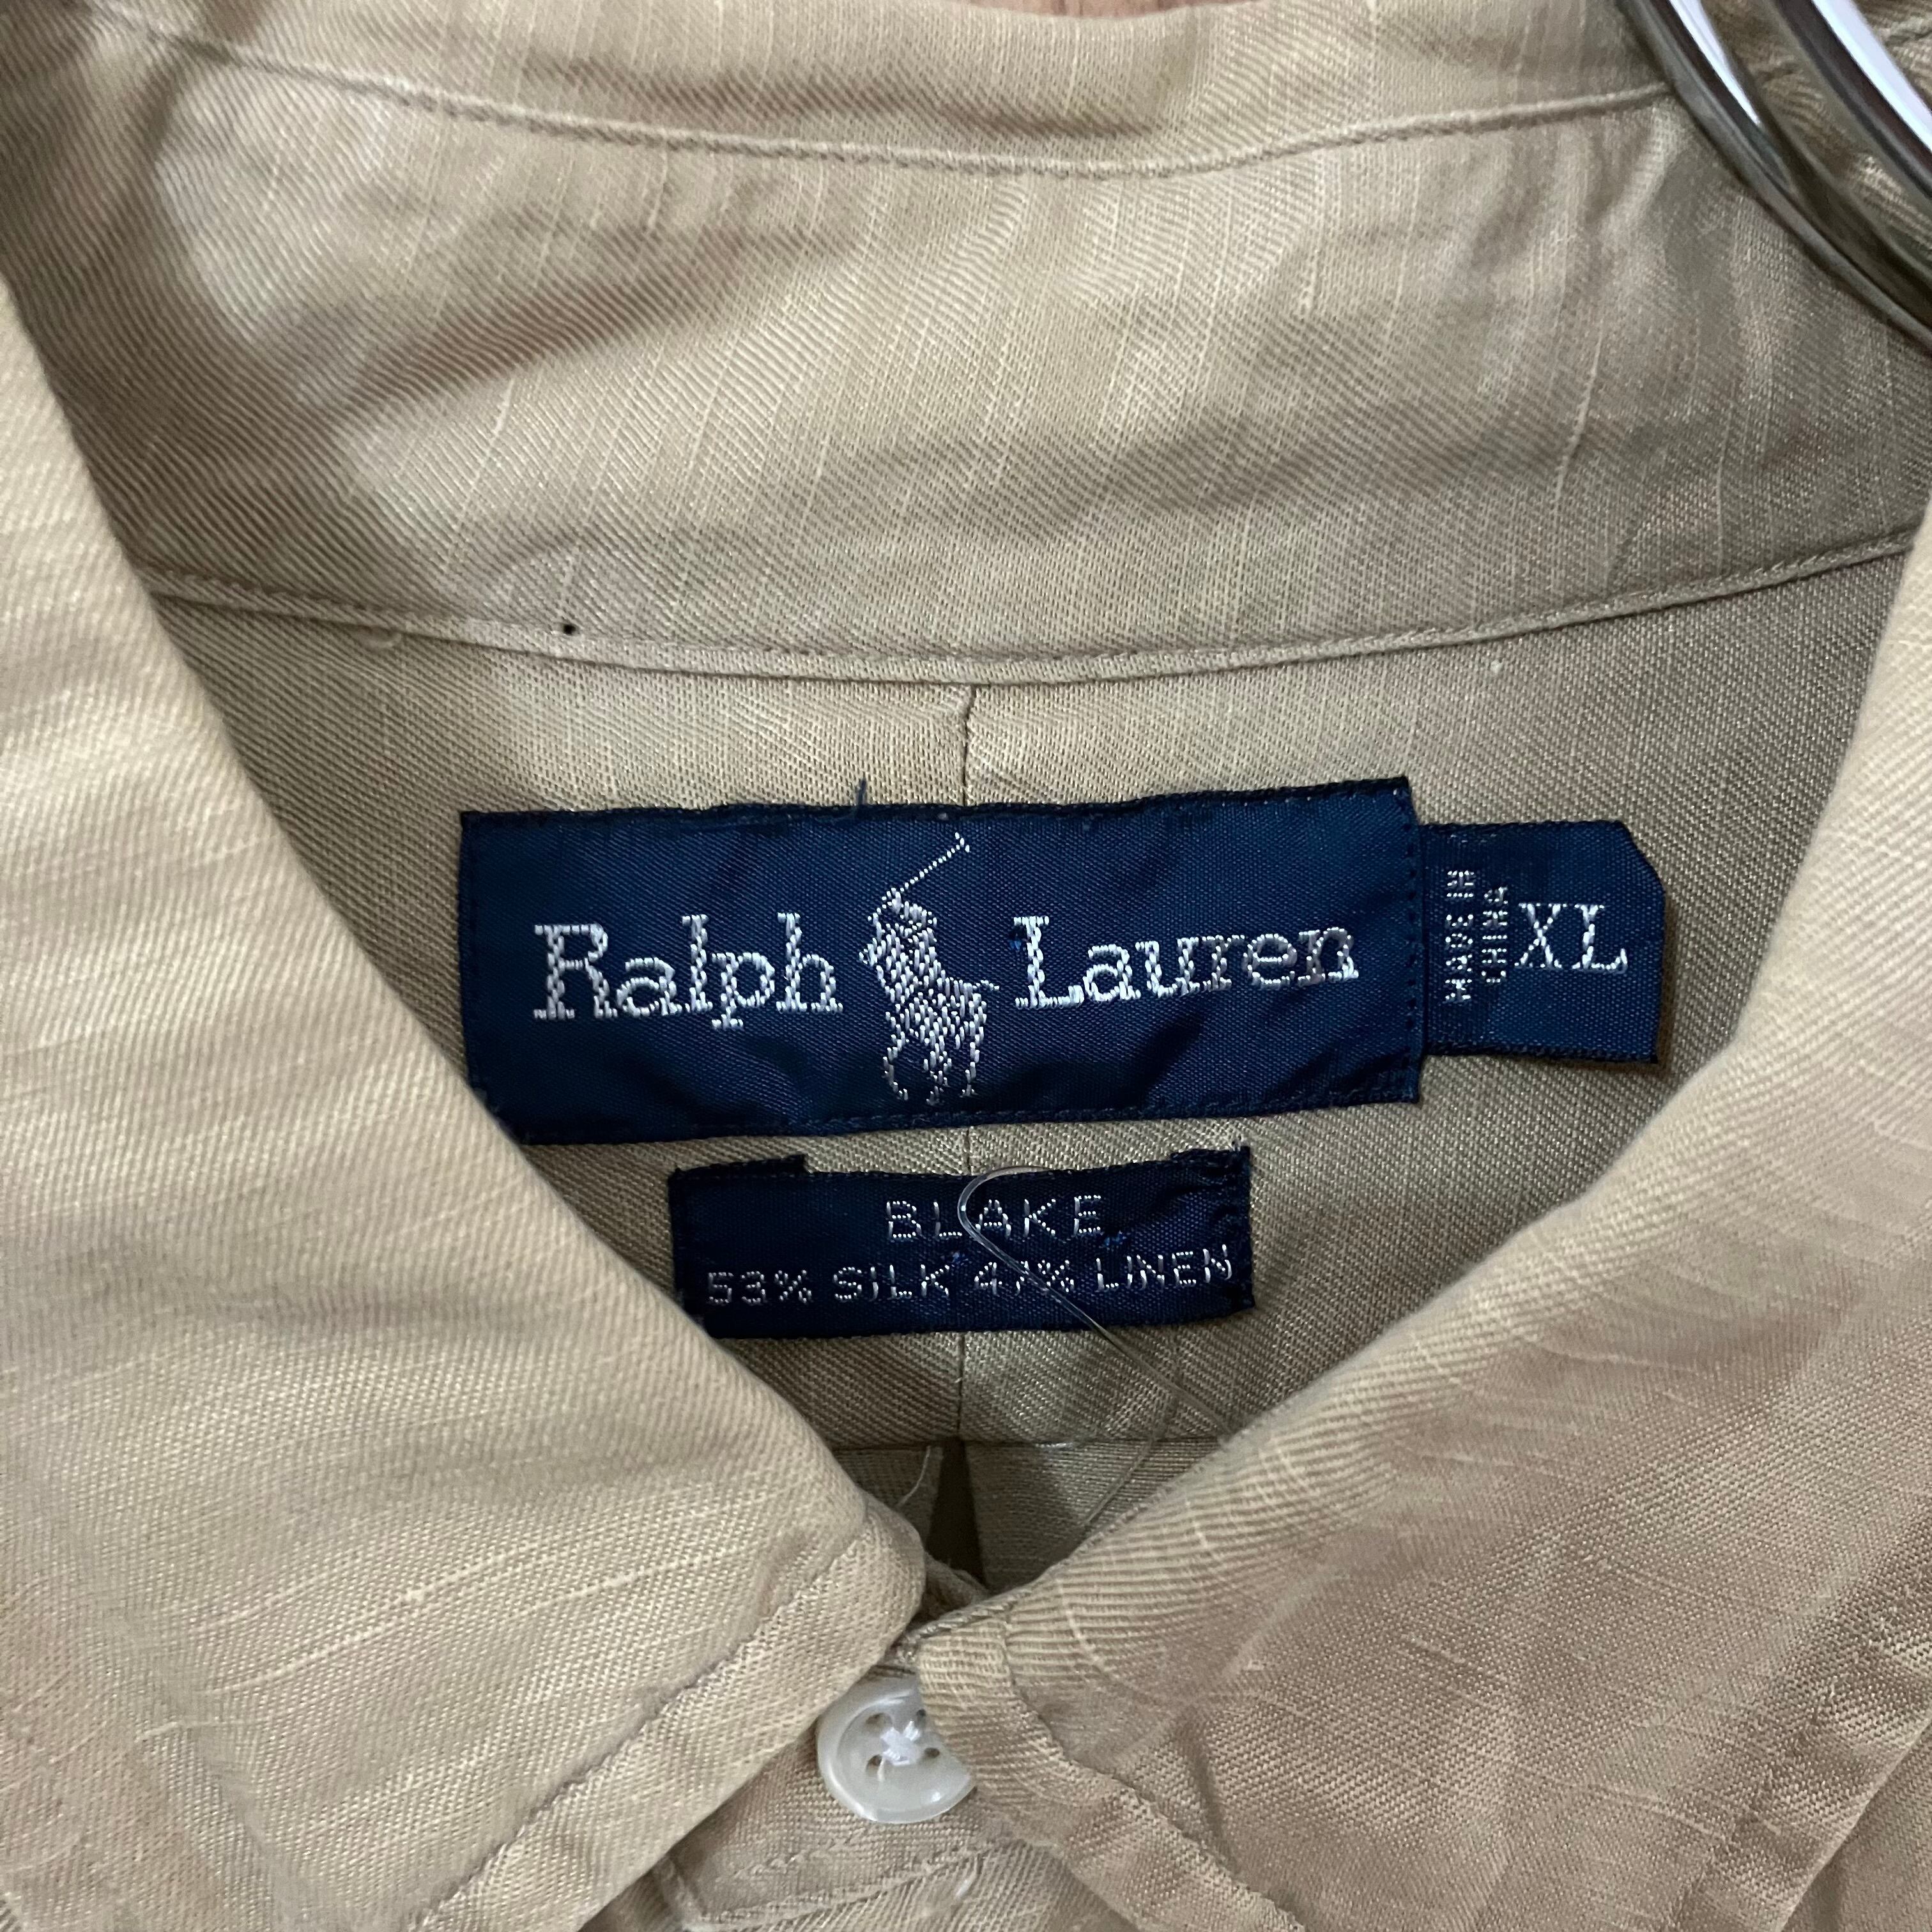 Ralph Lauren
MADE IN
CHINA
XL
BLAKE
53% SILK 47% LINEN